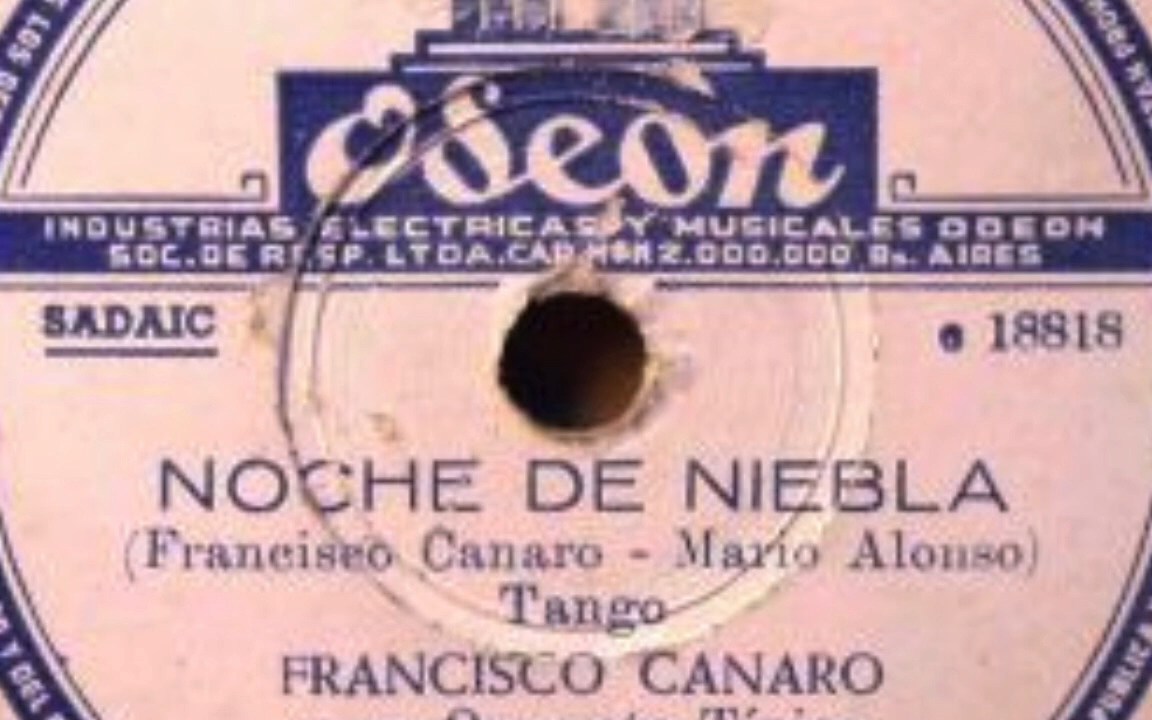 Odeon
INDUSTRIAS ELECTRICAS Y MUSICALES ODEON
SOC. DE RESP. LTDA. CAP. M$N 2.000.000 Bs. AIRES
SADAIC
e 18818
NOCHE DE NIEBLA
(Francisco Canaro - Mario Alonso)
Tango
FRANCISCO CANARO